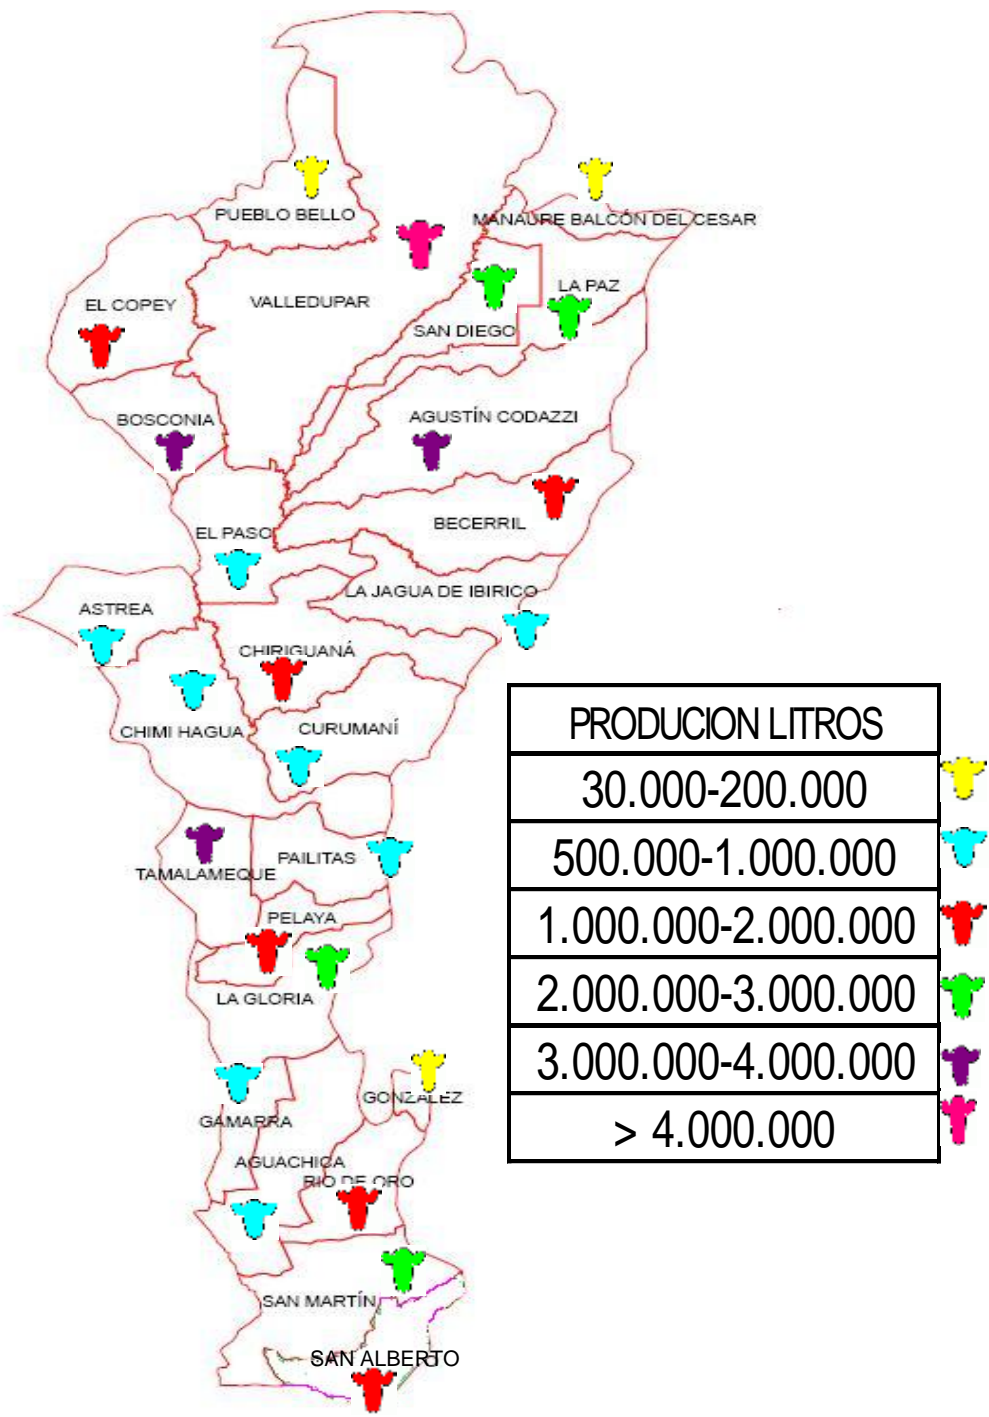 PUEBLO BELLO
MANAURE BALCÓN DEL CESAR
EL COPEY
VALLEDUPAR
LA PAZ
SAN DIEGO
BOSCONIA
AGUSTÍN CODAZZI
EL PASO
BECERRIL
ASTREA
LA JAGUA DE IBIRICO
CHIRIGUANÁ
CHIMI HAGUA
CURUMANÍ
PRODUCION LITROS
30.000-200.000
500.000-1.000.000
1.000.000-2.000.000
2.000.000-3.000.000
3.000.000-4.000.000
> 4.000.000
TAMALAMEQUE
PAILITAS
PELAYA
LA GLORIA
GAMARRA
GONZALEZ
AGUACHICA
RIO DE ORO
SAN MARTÍN
SAN ALBERTO